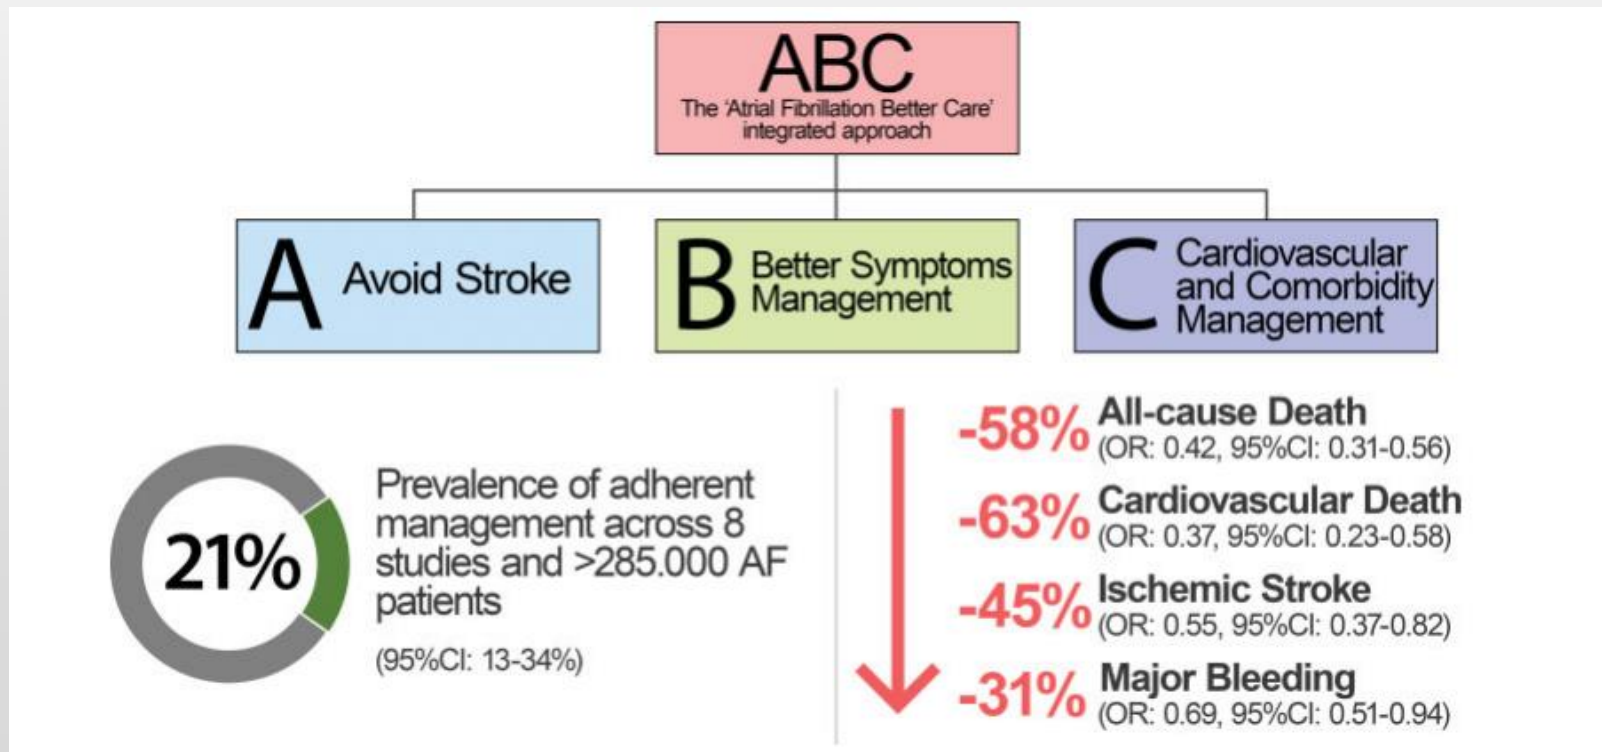 ABC
The 'Atrial Fibrillation Better Care'
integrated approach
A
Avoid Stroke
B
Better Symptoms
Management
C
Cardiovascular
and Comorbidity
Management
21%
Prevalence of adherent
management across 8
studies and >285.000 AF
patients
(95%CI: 13-34%)
-58%
All-cause Death
(OR: 0.42, 95%CI: 0.31-0.56)
-63%
Cardiovascular Death
(OR: 0.37, 95%CI: 0.23-0.58)
-45%
Ischemic Stroke
(OR: 0.55, 95%CI: 0.37-0.82)
-31%
Major Bleeding
(OR: 0.69, 95%CI: 0.51-0.94)